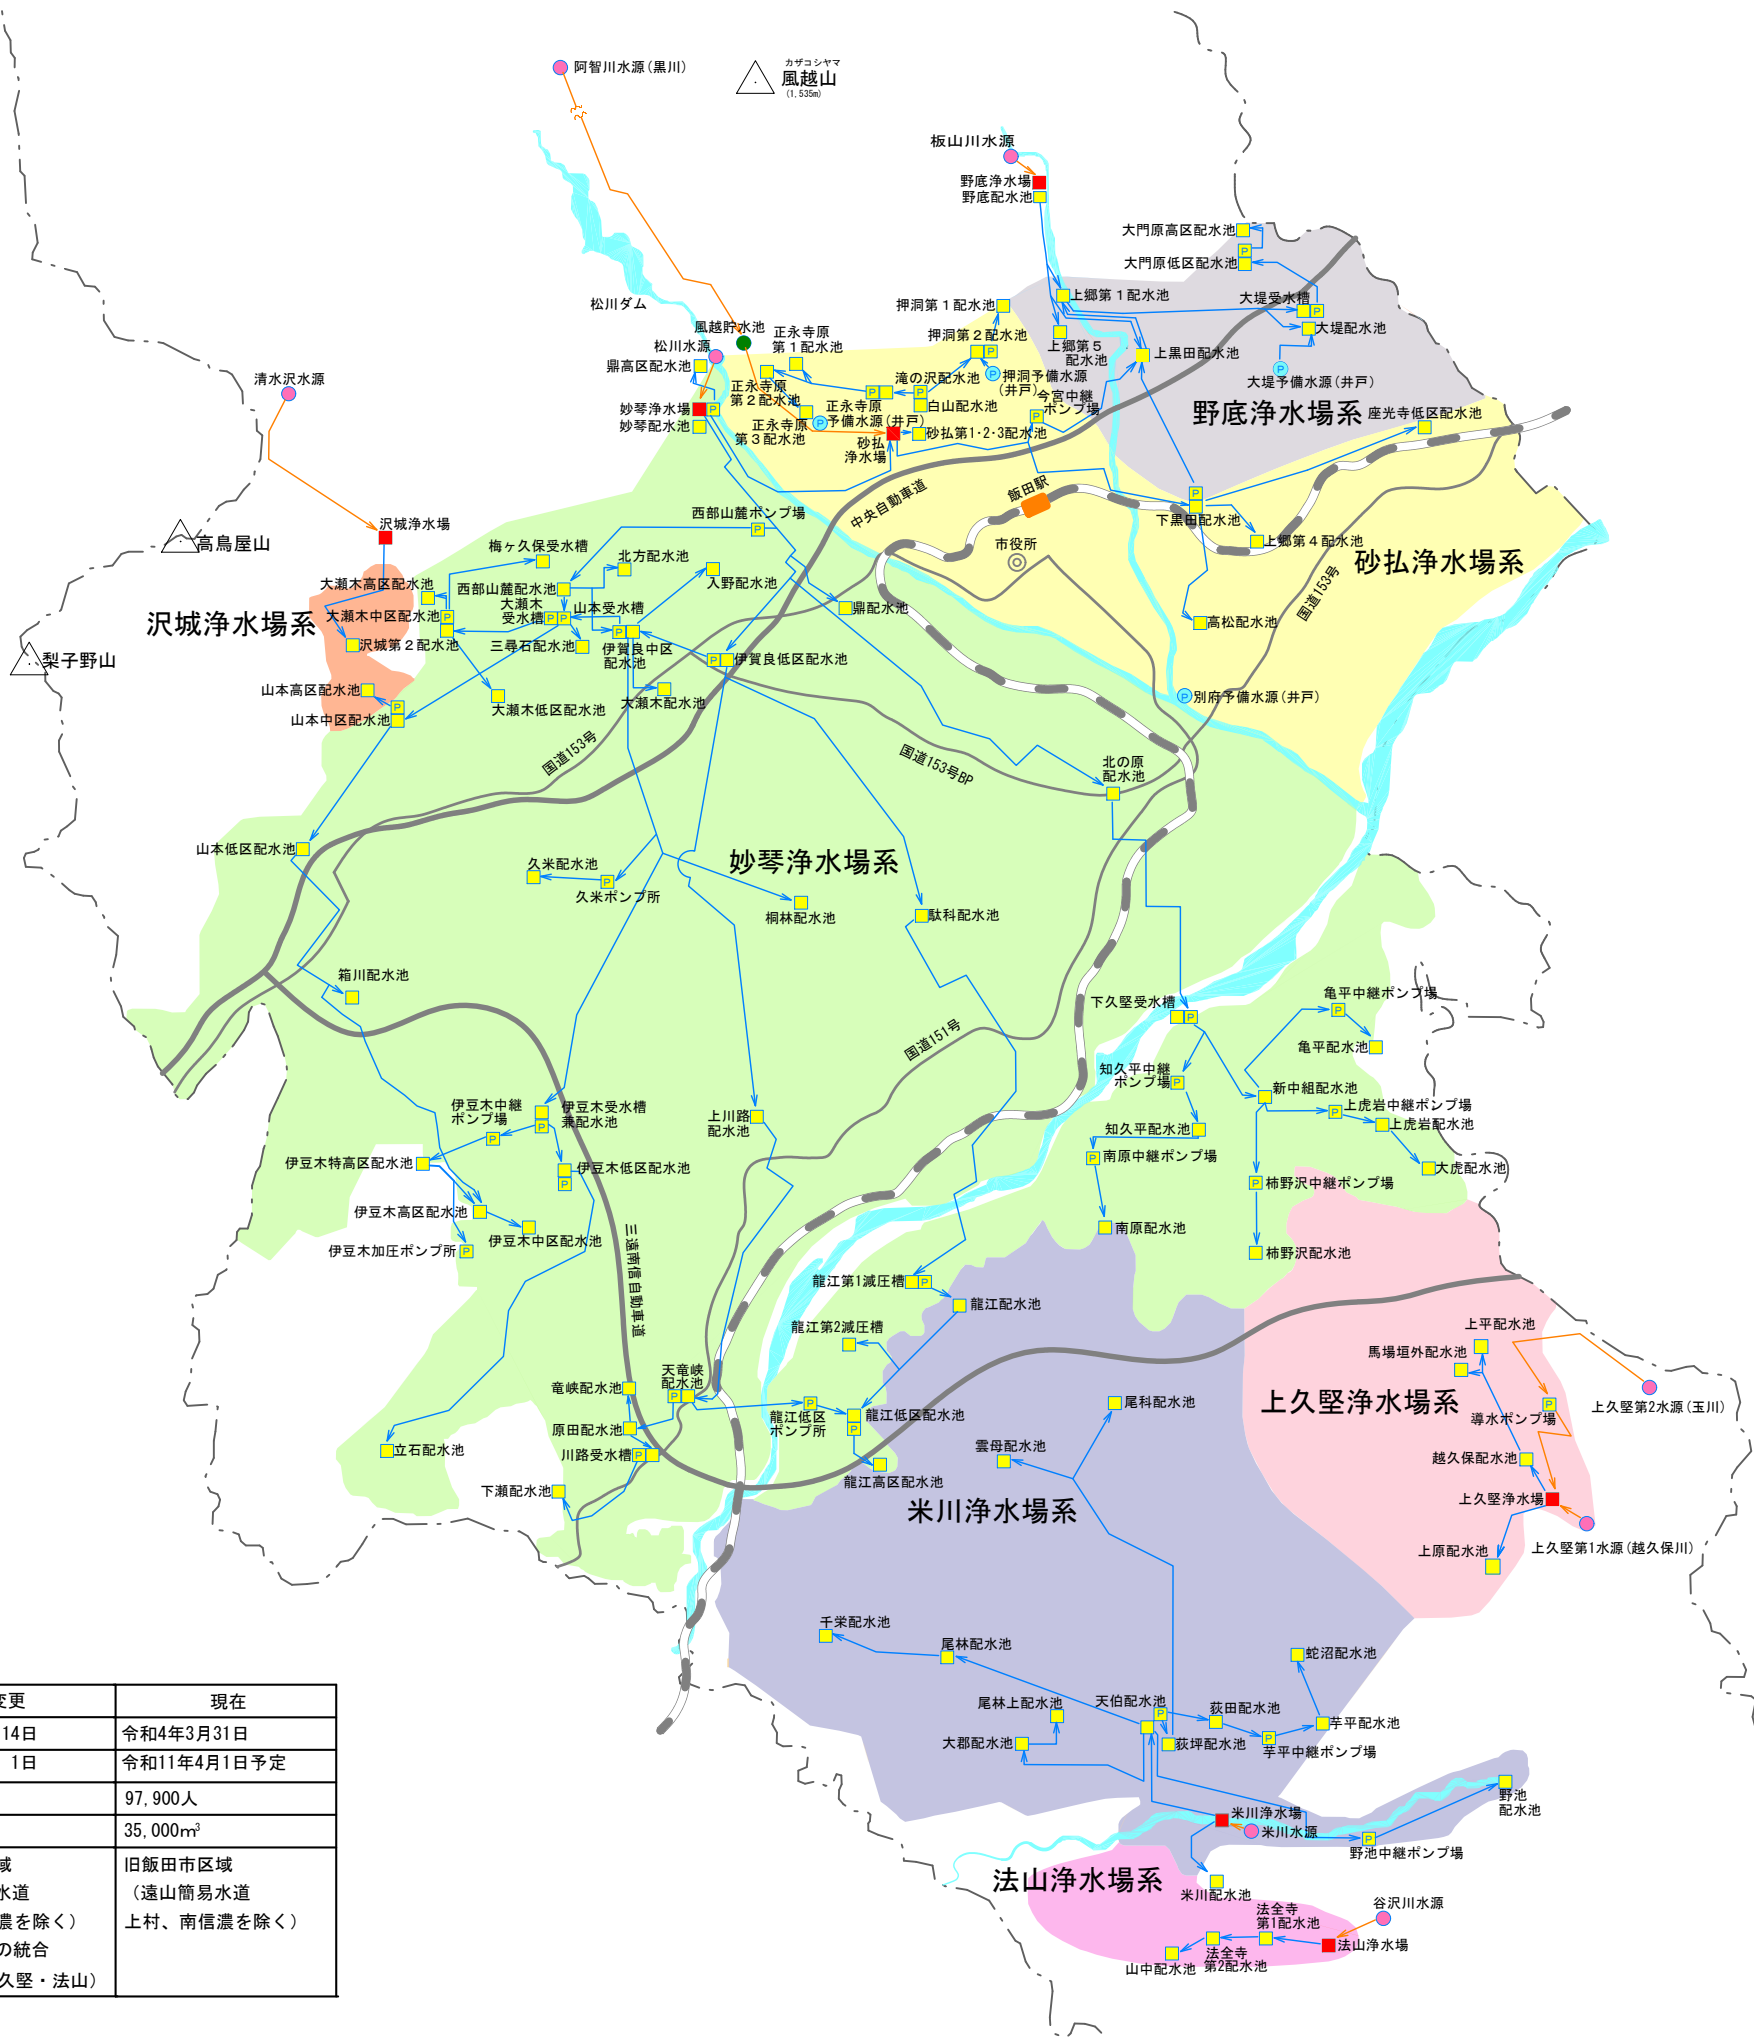 阿智川水源(黒川)
カザコシヤマ
風越山
(1,535m)
板山川水源
野底浄水場
野底配水池
大門原高区配水池
大門原低区配水池
松川ダム
押洞第1配水池
上郷第1配水池
大堤受水槽
大堤配水池
風越貯水池
正永寺原
第1配水池
押洞第2配水池
上郷第5
配水池
上黒田配水池
松川水源
鼎高区配水池
清水沢水源
正永寺原
第2配水池
滝の沢配水池
押洞予備水源
(井戸)
大堤予備水源(井戸)
今宮中継
ポンプ場
野底浄水場系
座光寺低区配水池
妙琴浄水場
妙琴配水池
白山配水池
正永寺原
予備水源(井戸)
正永寺原
第3配水池
砂払第1・2・3配水池
砂払
浄水場
飯田駅
中央自動車道
西部山麓ポンプ場
下黒田配水池
沢城浄水場
高鳥屋山
梅ヶ久保受水槽
北方配水池
市役所
上郷第4配水池
砂払浄水場系
大瀬木高区配水池
西部山麓配水池
入野配水池
国道153号
大瀬木
受水槽
山本受水槽
鼎配水池
沢城浄水場系
大瀬木中区配水池
高松配水池
沢城第2配水池
三尋石配水池
伊賀良中区
配水池
伊賀良低区配水池
梨子野山
山本高区配水池
大瀬木低区配水池
大瀬木配水池
別府予備水源(井戸)
山本中区配水池
国道153号
国道153号BP
北の原
配水池
山本低区配水池
妙琴浄水場系
久米配水池
久米ポンプ所
桐林配水池
駄科配水池
箱川配水池
下久堅受水槽
亀平中継ポンプ場
国道151号
亀平配水池
知久平中継
ポンプ場
新中組配水池
伊豆木中継
ポンプ場
伊豆木受水槽
兼配水池
上川路
配水池
上虎岩中継ポンプ場
上虎岩配水池
知久平配水池
伊豆木特高区配水池
伊豆木低区配水池
南原中継ポンプ場
大虎配水池
柿野沢中継ポンプ場
伊豆木高区配水池
伊豆木中区配水池
伊豆木加圧ポンプ所
南原配水池
柿野沢配水池
三遠南信自動車道
龍江第1減圧槽
龍江配水池
龍江第2減圧槽
上平配水池
馬場垣外配水池
天竜峡
配水池
竜峡配水池
上久堅浄水場系
上久堅第2水源(玉川)
導水ポンプ場
尾科配水池
龍江低区
ポンプ所
龍江低区配水池
原田配水池
川路受水槽
立石配水池
雲母配水池
越久保配水池
龍江高区配水池
下瀬配水池
米川浄水場系
上久堅浄水場
上久堅第1水源(越久保川)
上原配水池
千栄配水池
尾林配水池
蛇沼配水池
変更
現在
14日
令和4年3月31日
1日
令和11年4月1日予定
97,900人
35,000m³
域
旧飯田市区域
水道
(遠山簡易水道
農を除く)
上村、南信濃を除く)
の統合
久堅・法山)
尾林上配水池
天伯配水池
荻田配水池
大郡配水池
荻坪配水池
芋平配水池
芋平中継ポンプ場
野池
配水池
米川浄水場
米川水源
野池中継ポンプ場
法山浄水場系
米川配水池
谷沢川水源
法全寺
第1配水池
法山浄水場
法全寺
第2配水池
山中配水池